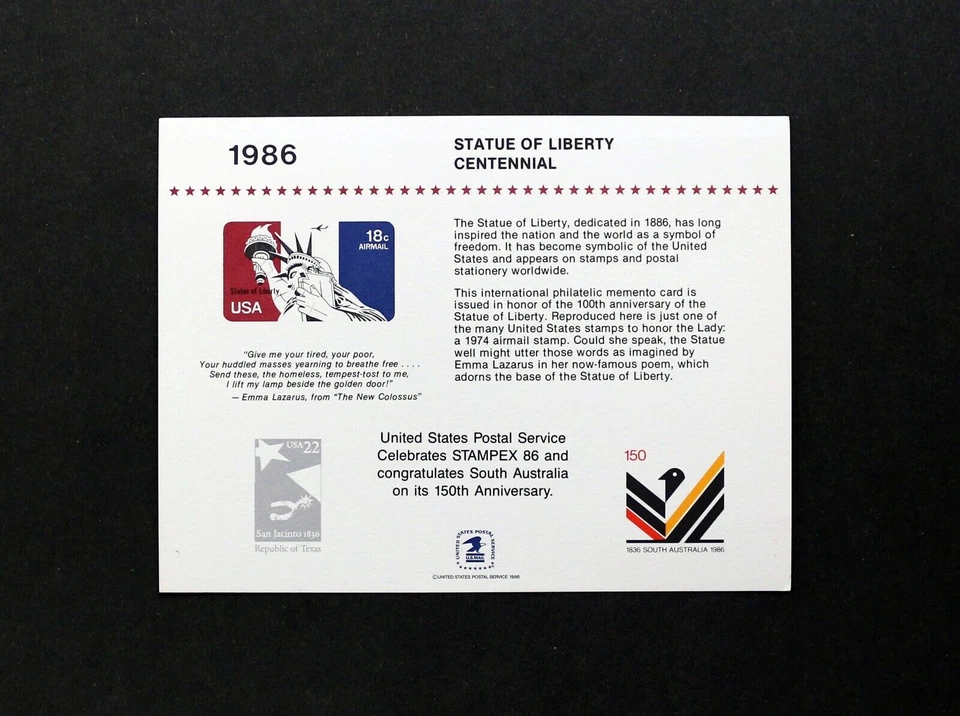 1986
STATUE OF LIBERTY
CENTENNIAL
18c
AIRMAIL
Statue of Liberty
USA
The Statue of Liberty, dedicated in 1886, has long
inspired the nation and the world as a symbol of
freedom. It has become symbolic of the United
States and appears on stamps and postal
stationery worldwide.
This international philatelic memento card is
issued in honor of the 100th anniversary of the
Statue of Liberty. Reproduced here is just one of
the many United States stamps to honor the Lady:
a 1974 airmail stamp. Could she speak, the Statue
well might utter those words as imagined by
Emma Lazarus in her now-famous poem, which
adorns the base of the Statue of Liberty.
"Give me your tired, your poor,
Your huddled masses yearning to breathe free . . . .
Send these, the homeless, tempest-tost to me,
I lift my lamp beside the golden door!"
— Emma Lazarus, from "The New Colossus"
USA 22
San Jacinto 1836
Republic of Texas
United States Postal Service
Celebrates STAMPEX 86 and
congratulates South Australia
on its 150th Anniversary.
UNITED STATES POSTAL SERVICE
U.S. MAIL
©UNITED STATES POSTAL SERVICE 1986
150
1836 SOUTH AUSTRALIA 1986